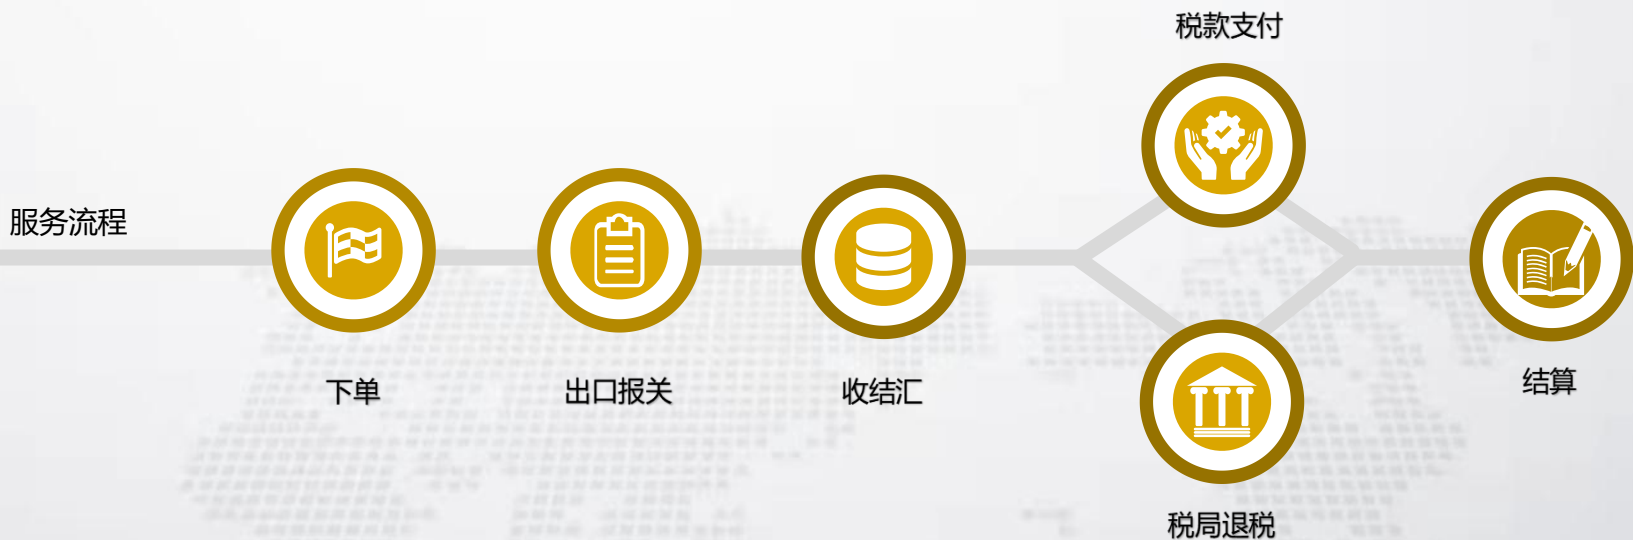 税款支付
服务流程
下单
出口报关
收结汇
结算
税局退税